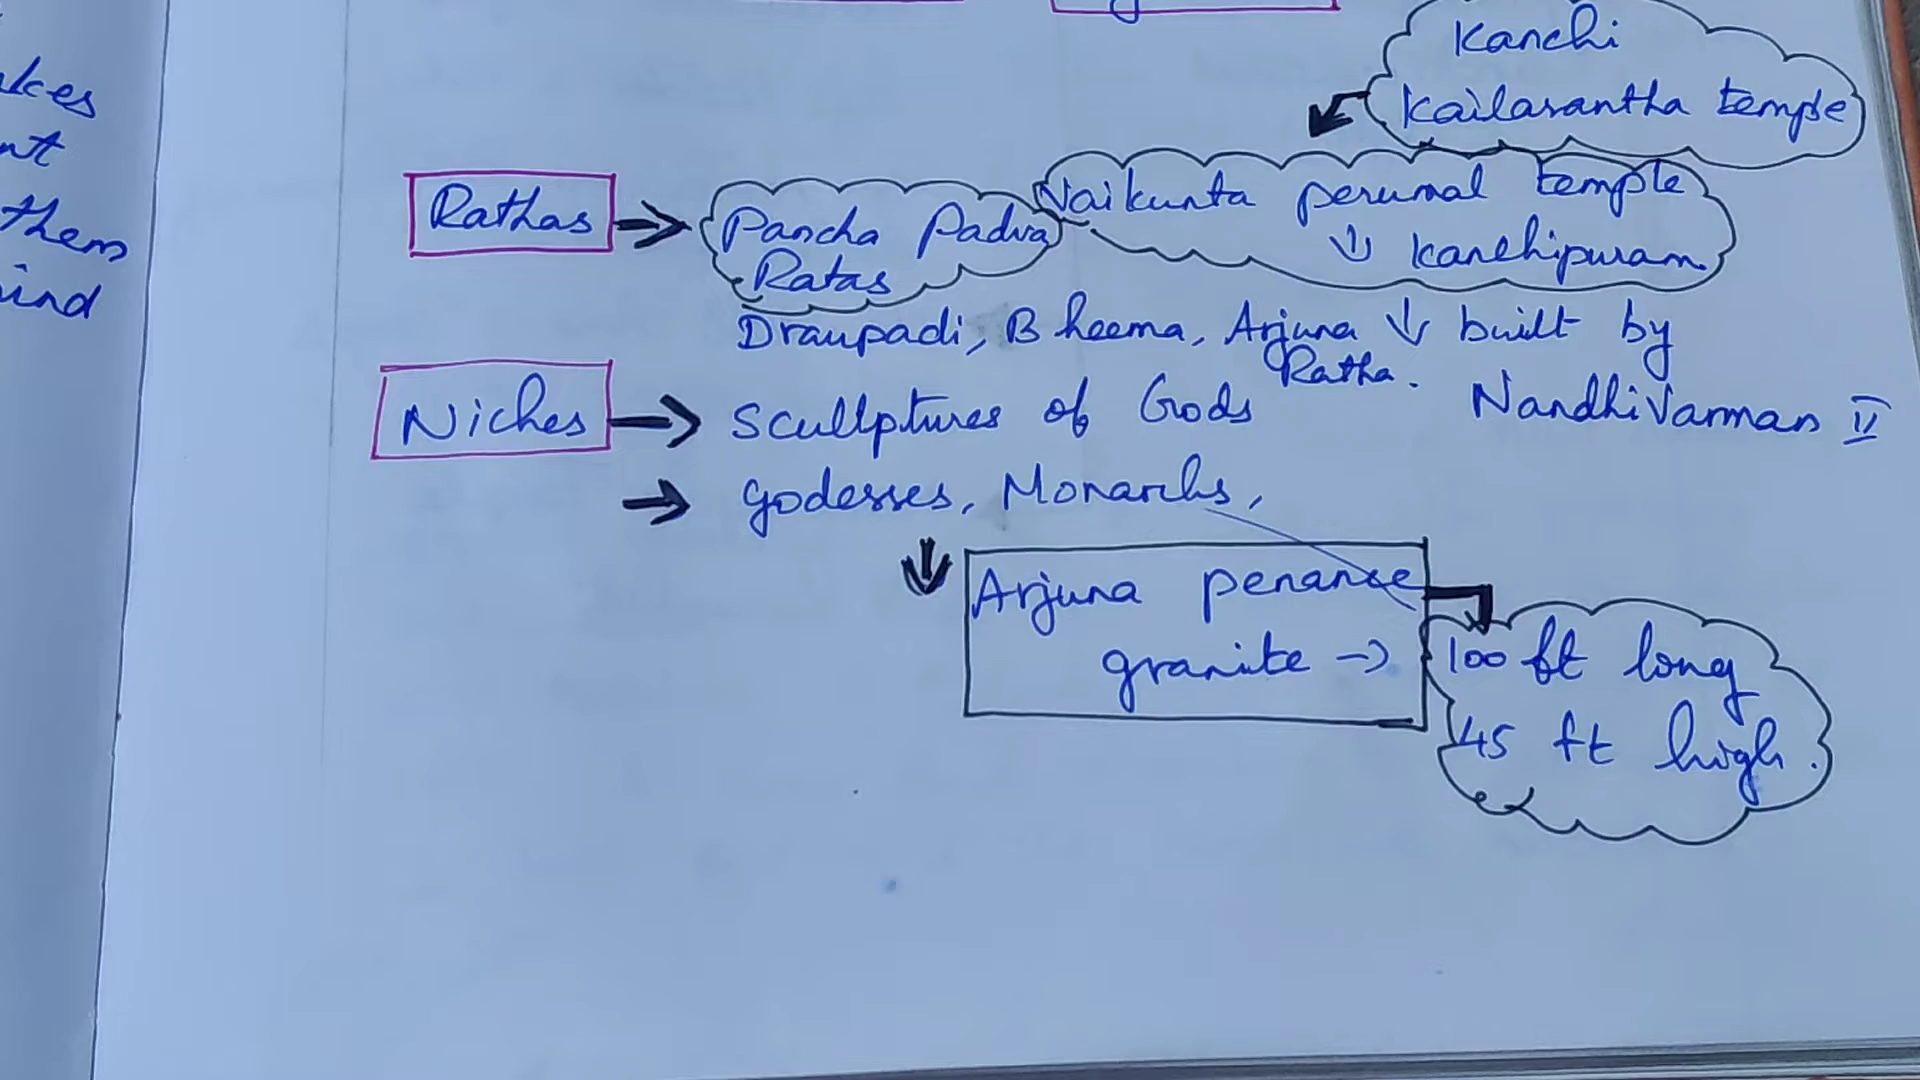 kes
nt
them
ind
Kanchi
Kailasantha temple
Rathas
Pancha Padva
Ratas
Vaikunta perumal temple
Kanchipuram
Draupadi, Bheema, Arjuna
Ratha.
built by
Nandhivarman II
Niches
Scullptures of Gods
godesses, Monarchs,
Arjuna penance
granite →
100 ft long
45 ft high.